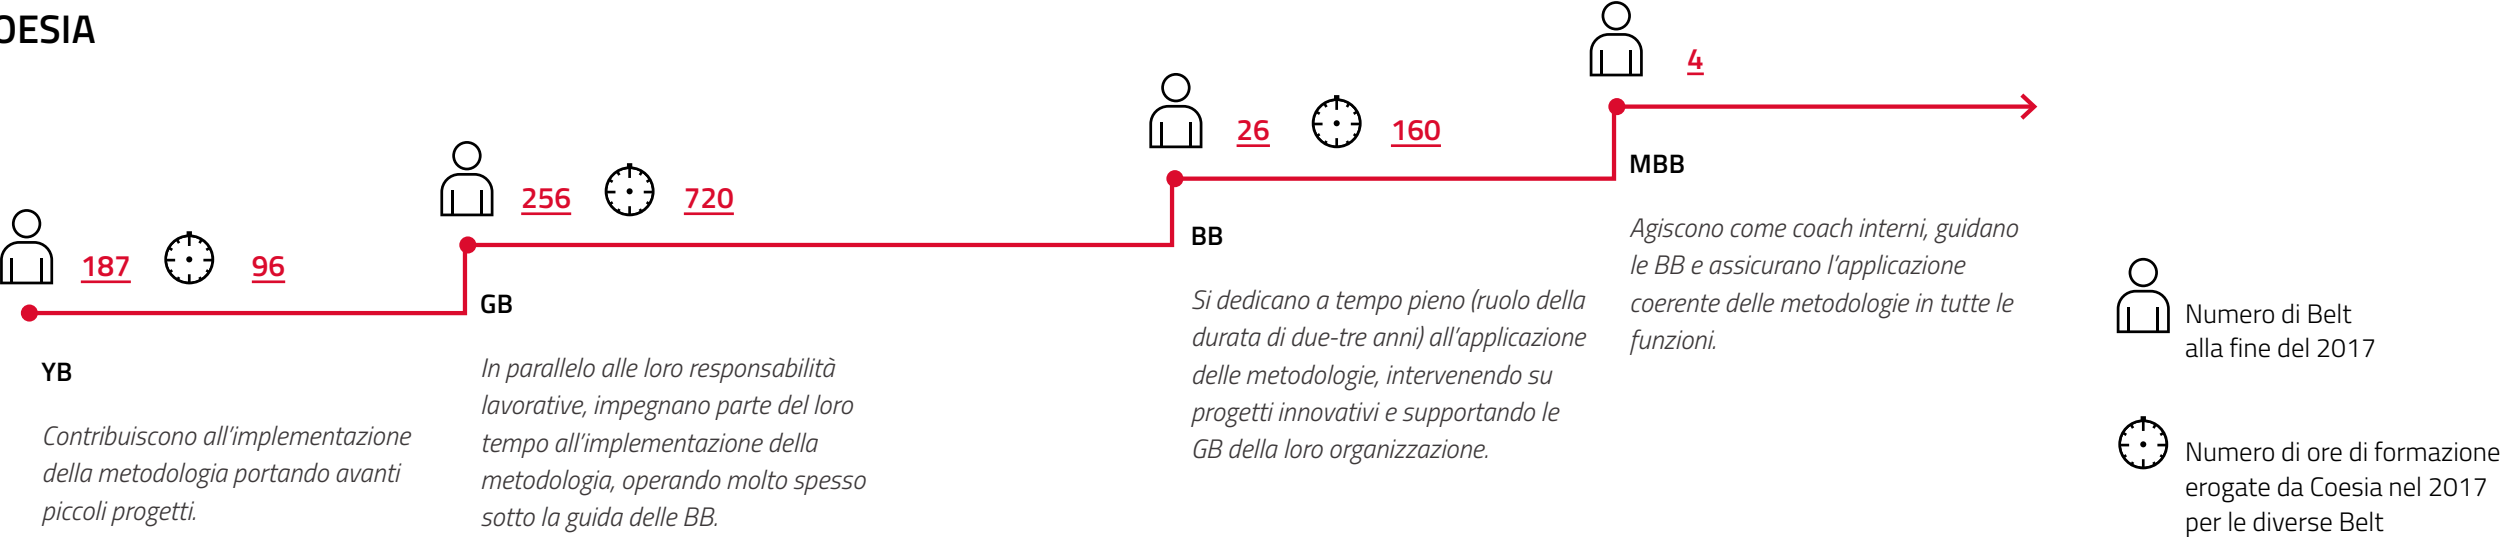 OESIA
187
96
YB
Contribuiscono all’implementazione
della metodologia portando avanti
piccoli progetti.
256
720
GB
In parallelo alle loro responsabilità
lavorative, impegnano parte del loro
tempo all’implementazione della
metodologia, operando molto spesso
sotto la guida delle BB.
26
160
BB
Si dedicano a tempo pieno (ruolo della
durata di due-tre anni) all’applicazione
delle metodologie, intervenendo su
progetti innovativi e supportando le
GB della loro organizzazione.
4
MBB
Agiscono come coach interni, guidano
le BB e assicurano l’applicazione
coerente delle metodologie in tutte le
funzioni.
Numero di Belt
alla fine del 2017
Numero di ore di formazione
erogate da Coesia nel 2017
per le diverse Belt